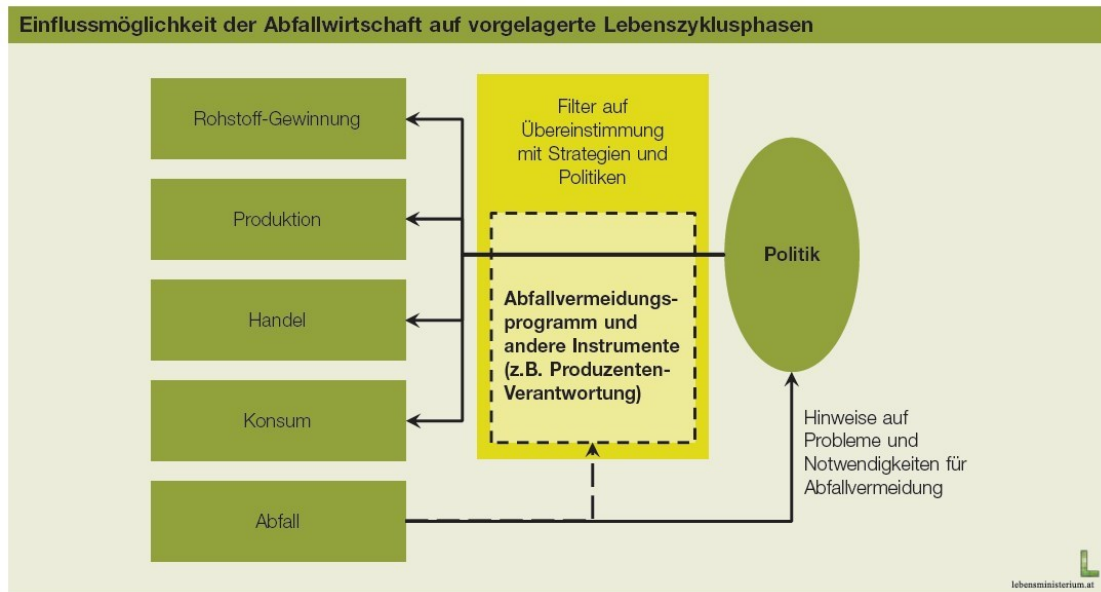 Einflussmöglichkeit der Abfallwirtschaft auf vorgelagerte Lebenszyklusphasen
Rohstoff-Gewinnung
Produktion
Handel
Konsum
Abfall
Filter auf
Übereinstimmung
mit Strategien und
Politiken
Abfallvermeidungs-
programm und
andere Instrumente
(z.B. Produzenten-
Verantwortung)
Politik
Hinweise auf
Probleme und
Notwendigkeiten für
Abfallvermeidung
lebensministerium.at